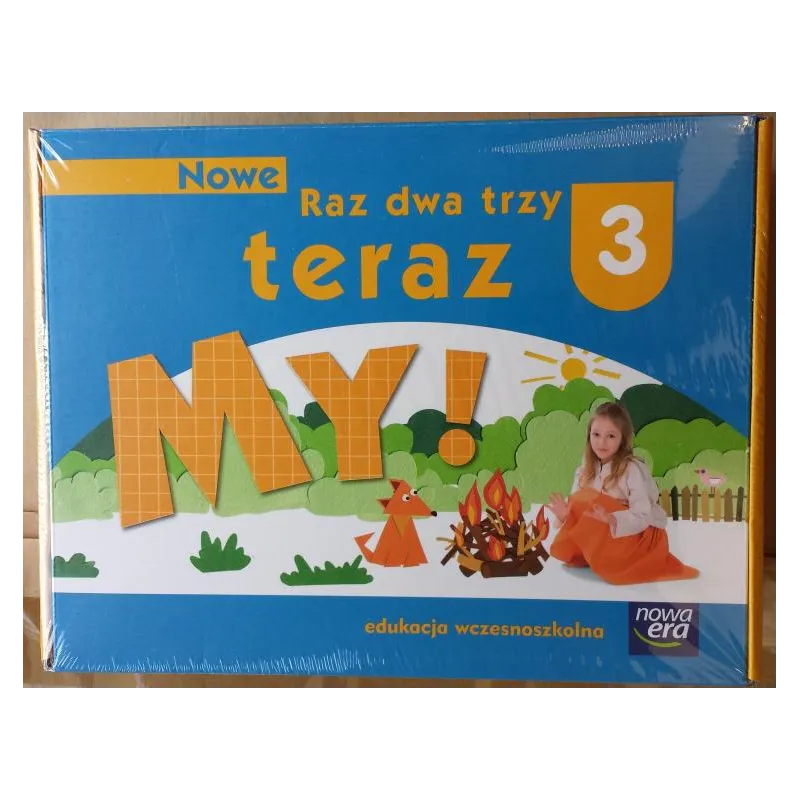 Nowe
Raz dwa trzy
teraz
3
MY!
edukacja wczesnoszkolna
nowa
era